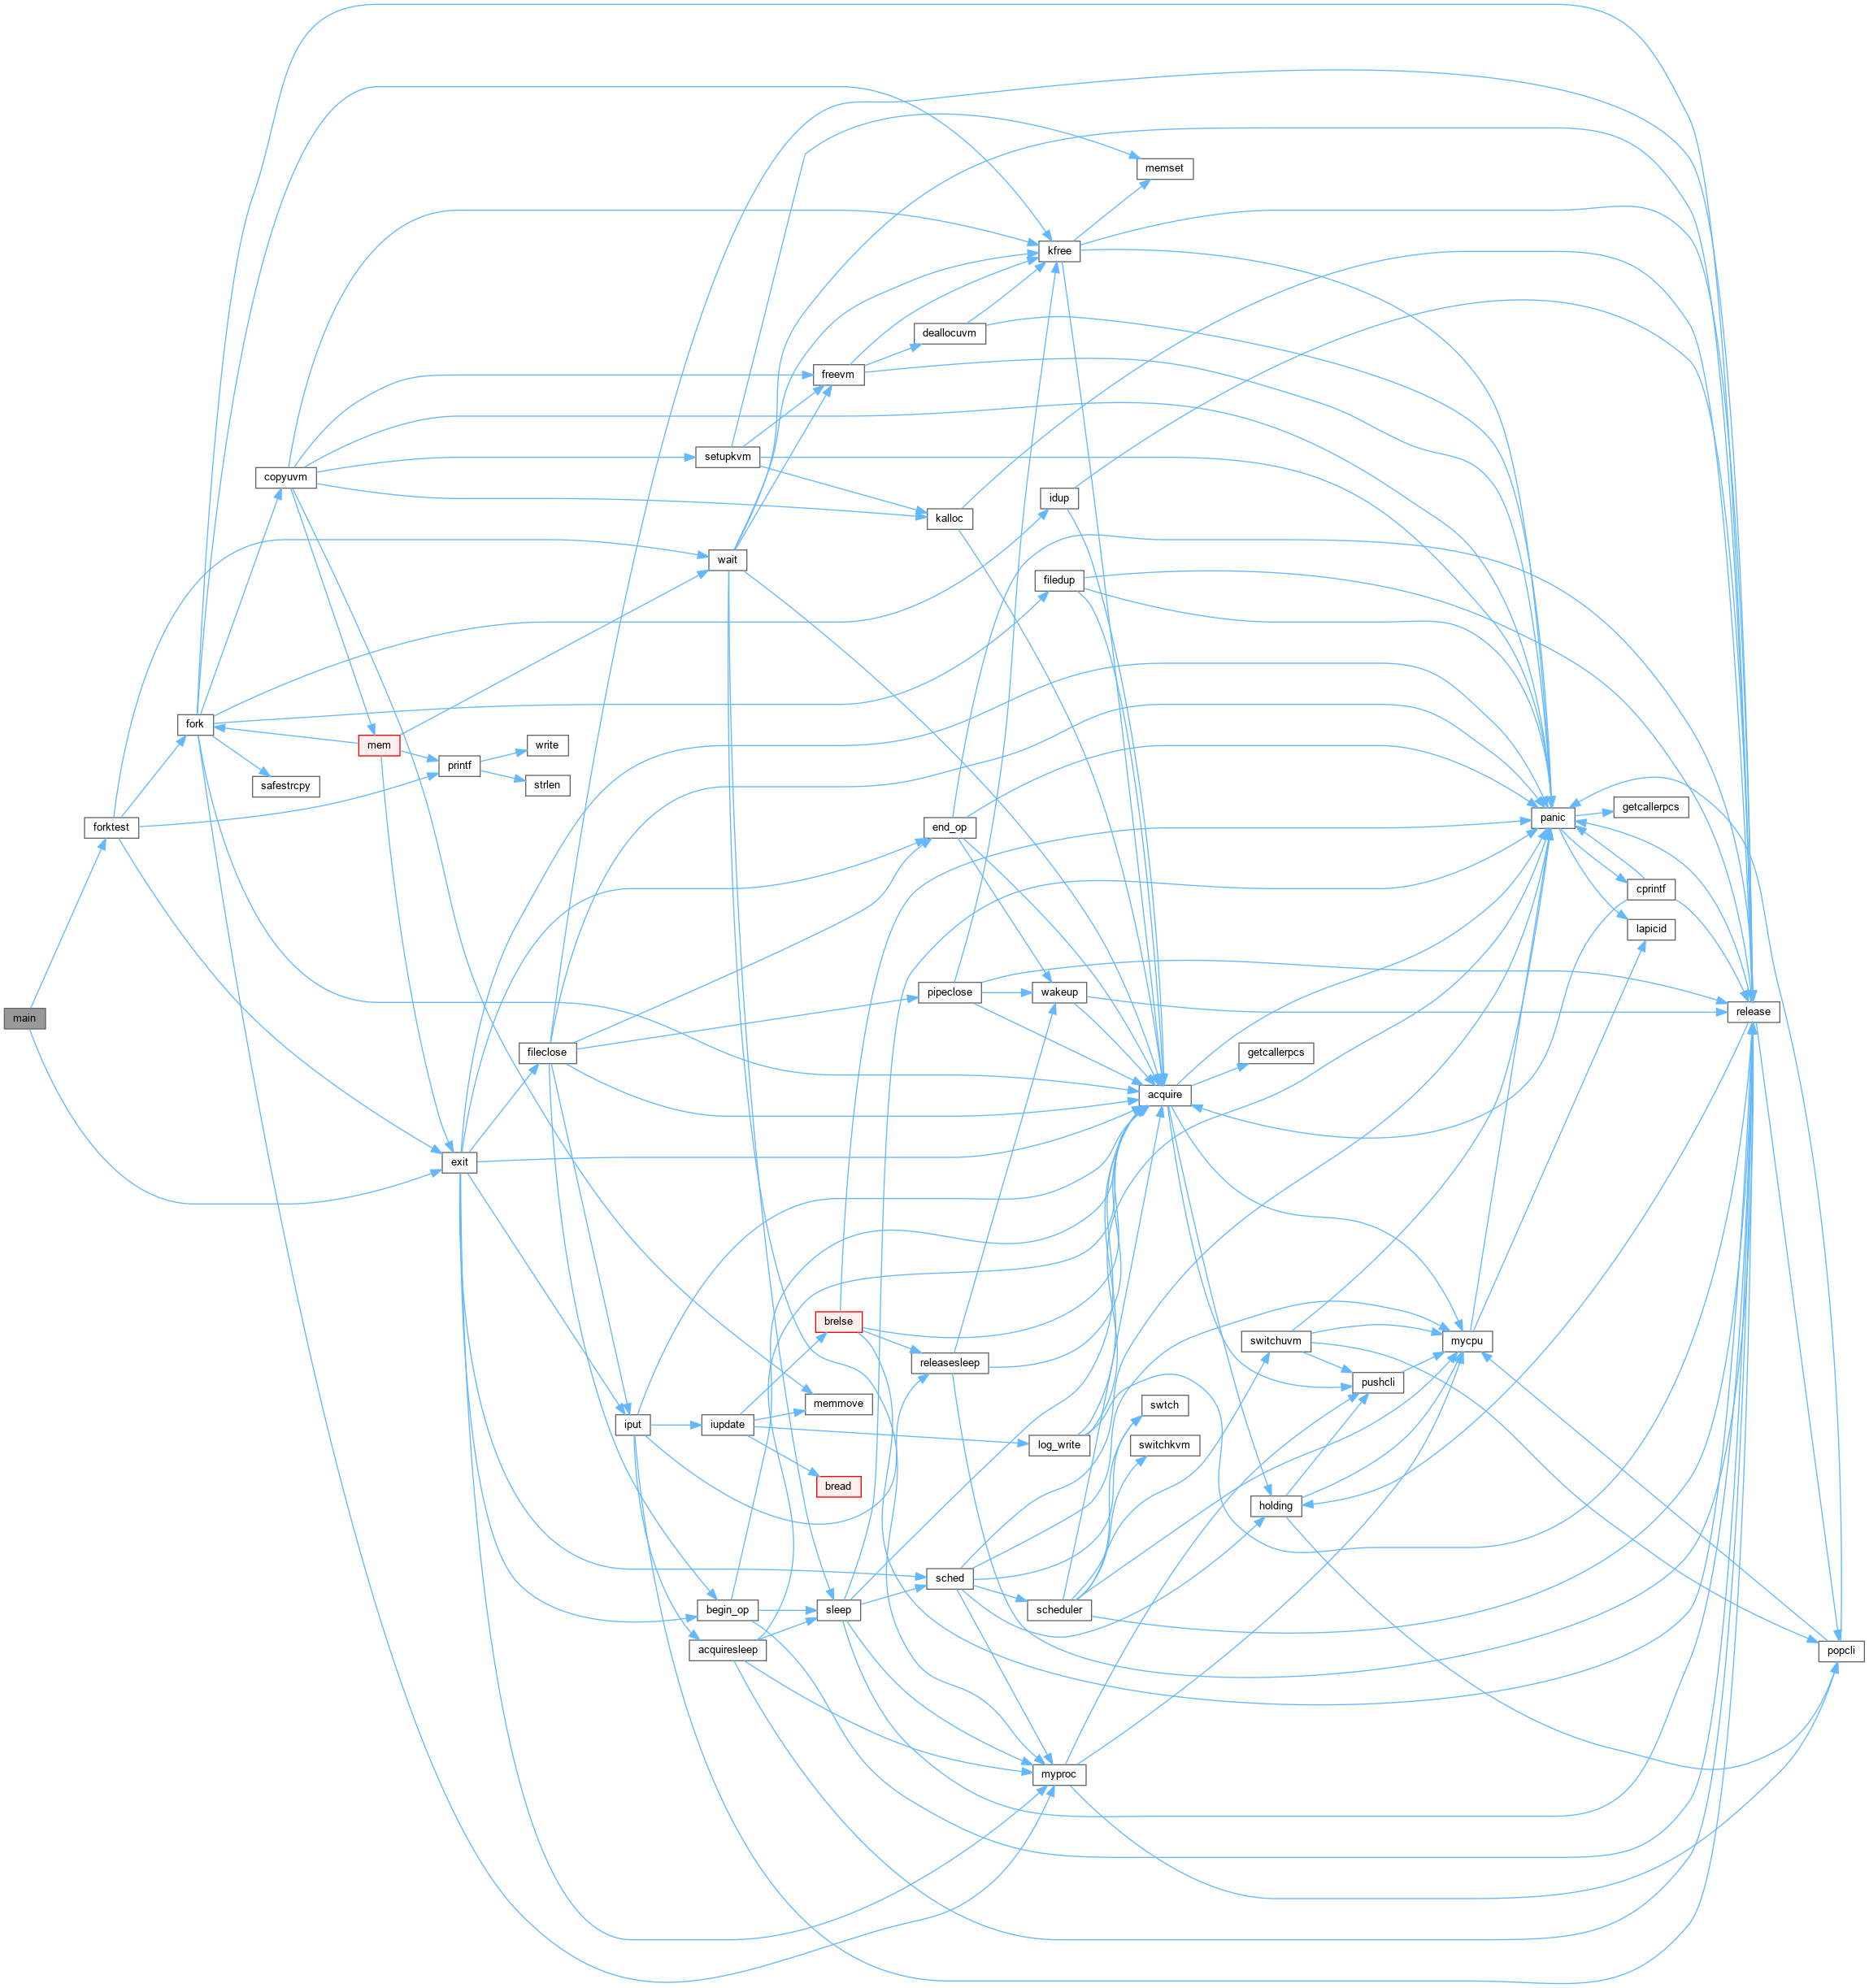 memset
kfree
deallocuvm
freevm
setupkvm
copyuvm
idup
kalloc
wait
filedup
fork
mem
write
printf
safestrcpy
strlen
getcallerpcs
panic
forktest
end_op
cprintf
lapicid
pipeclose
wakeup
release
main
fileclose
getcallerpcs
acquire
exit
brelse
switchuvm
mycpu
releasesleep
pushcli
memmove
swtch
iput
iupdate
log_write
switchkvm
bread
holding
sched
begin_op
sleep
scheduler
acquiresleep
popcli
myproc